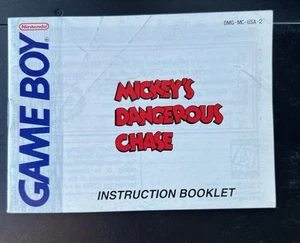 Nintendo
DMG-MC-USA-2
GAME BOY
MICKEY'S
DANGEROUS
CHASE
INSTRUCTION BOOKLET